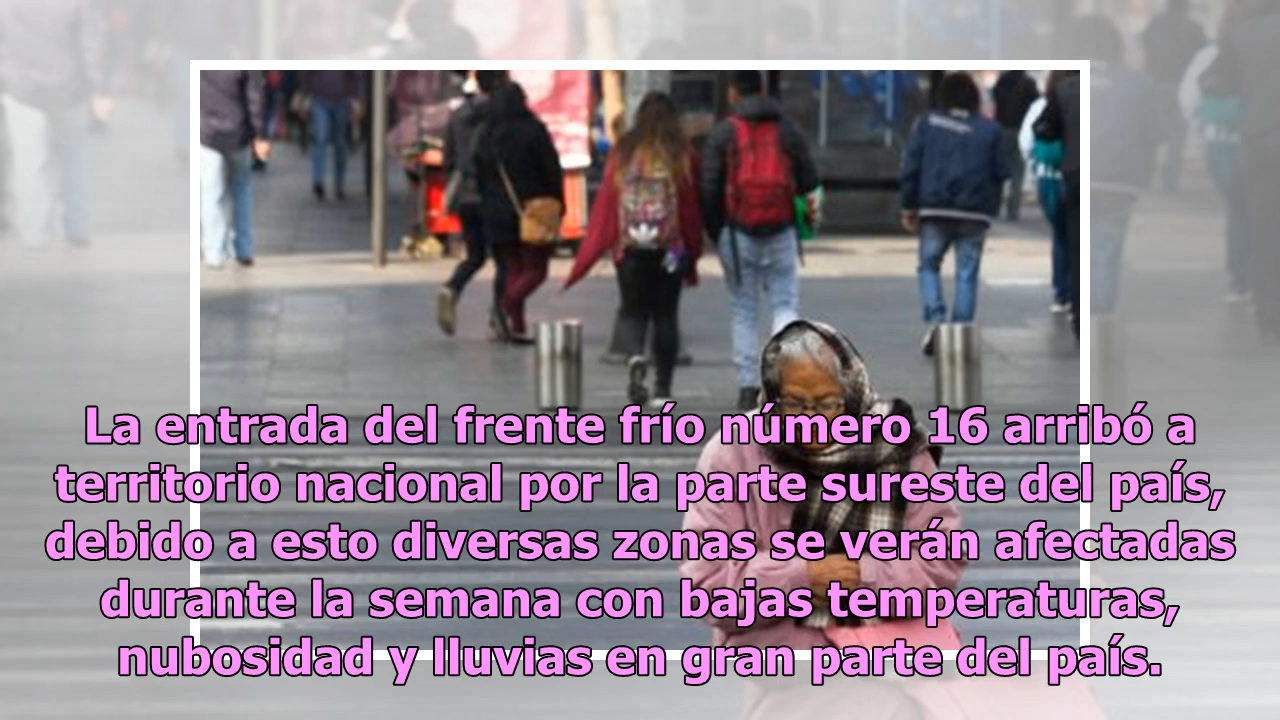 La entrada del frente frío número 16 arribó a
territorio nacional por la parte sureste del país,
debido a esto diversas zonas se verán afectadas
durante la semana con bajas temperaturas,
nubosidad y lluvias en gran parte del país.